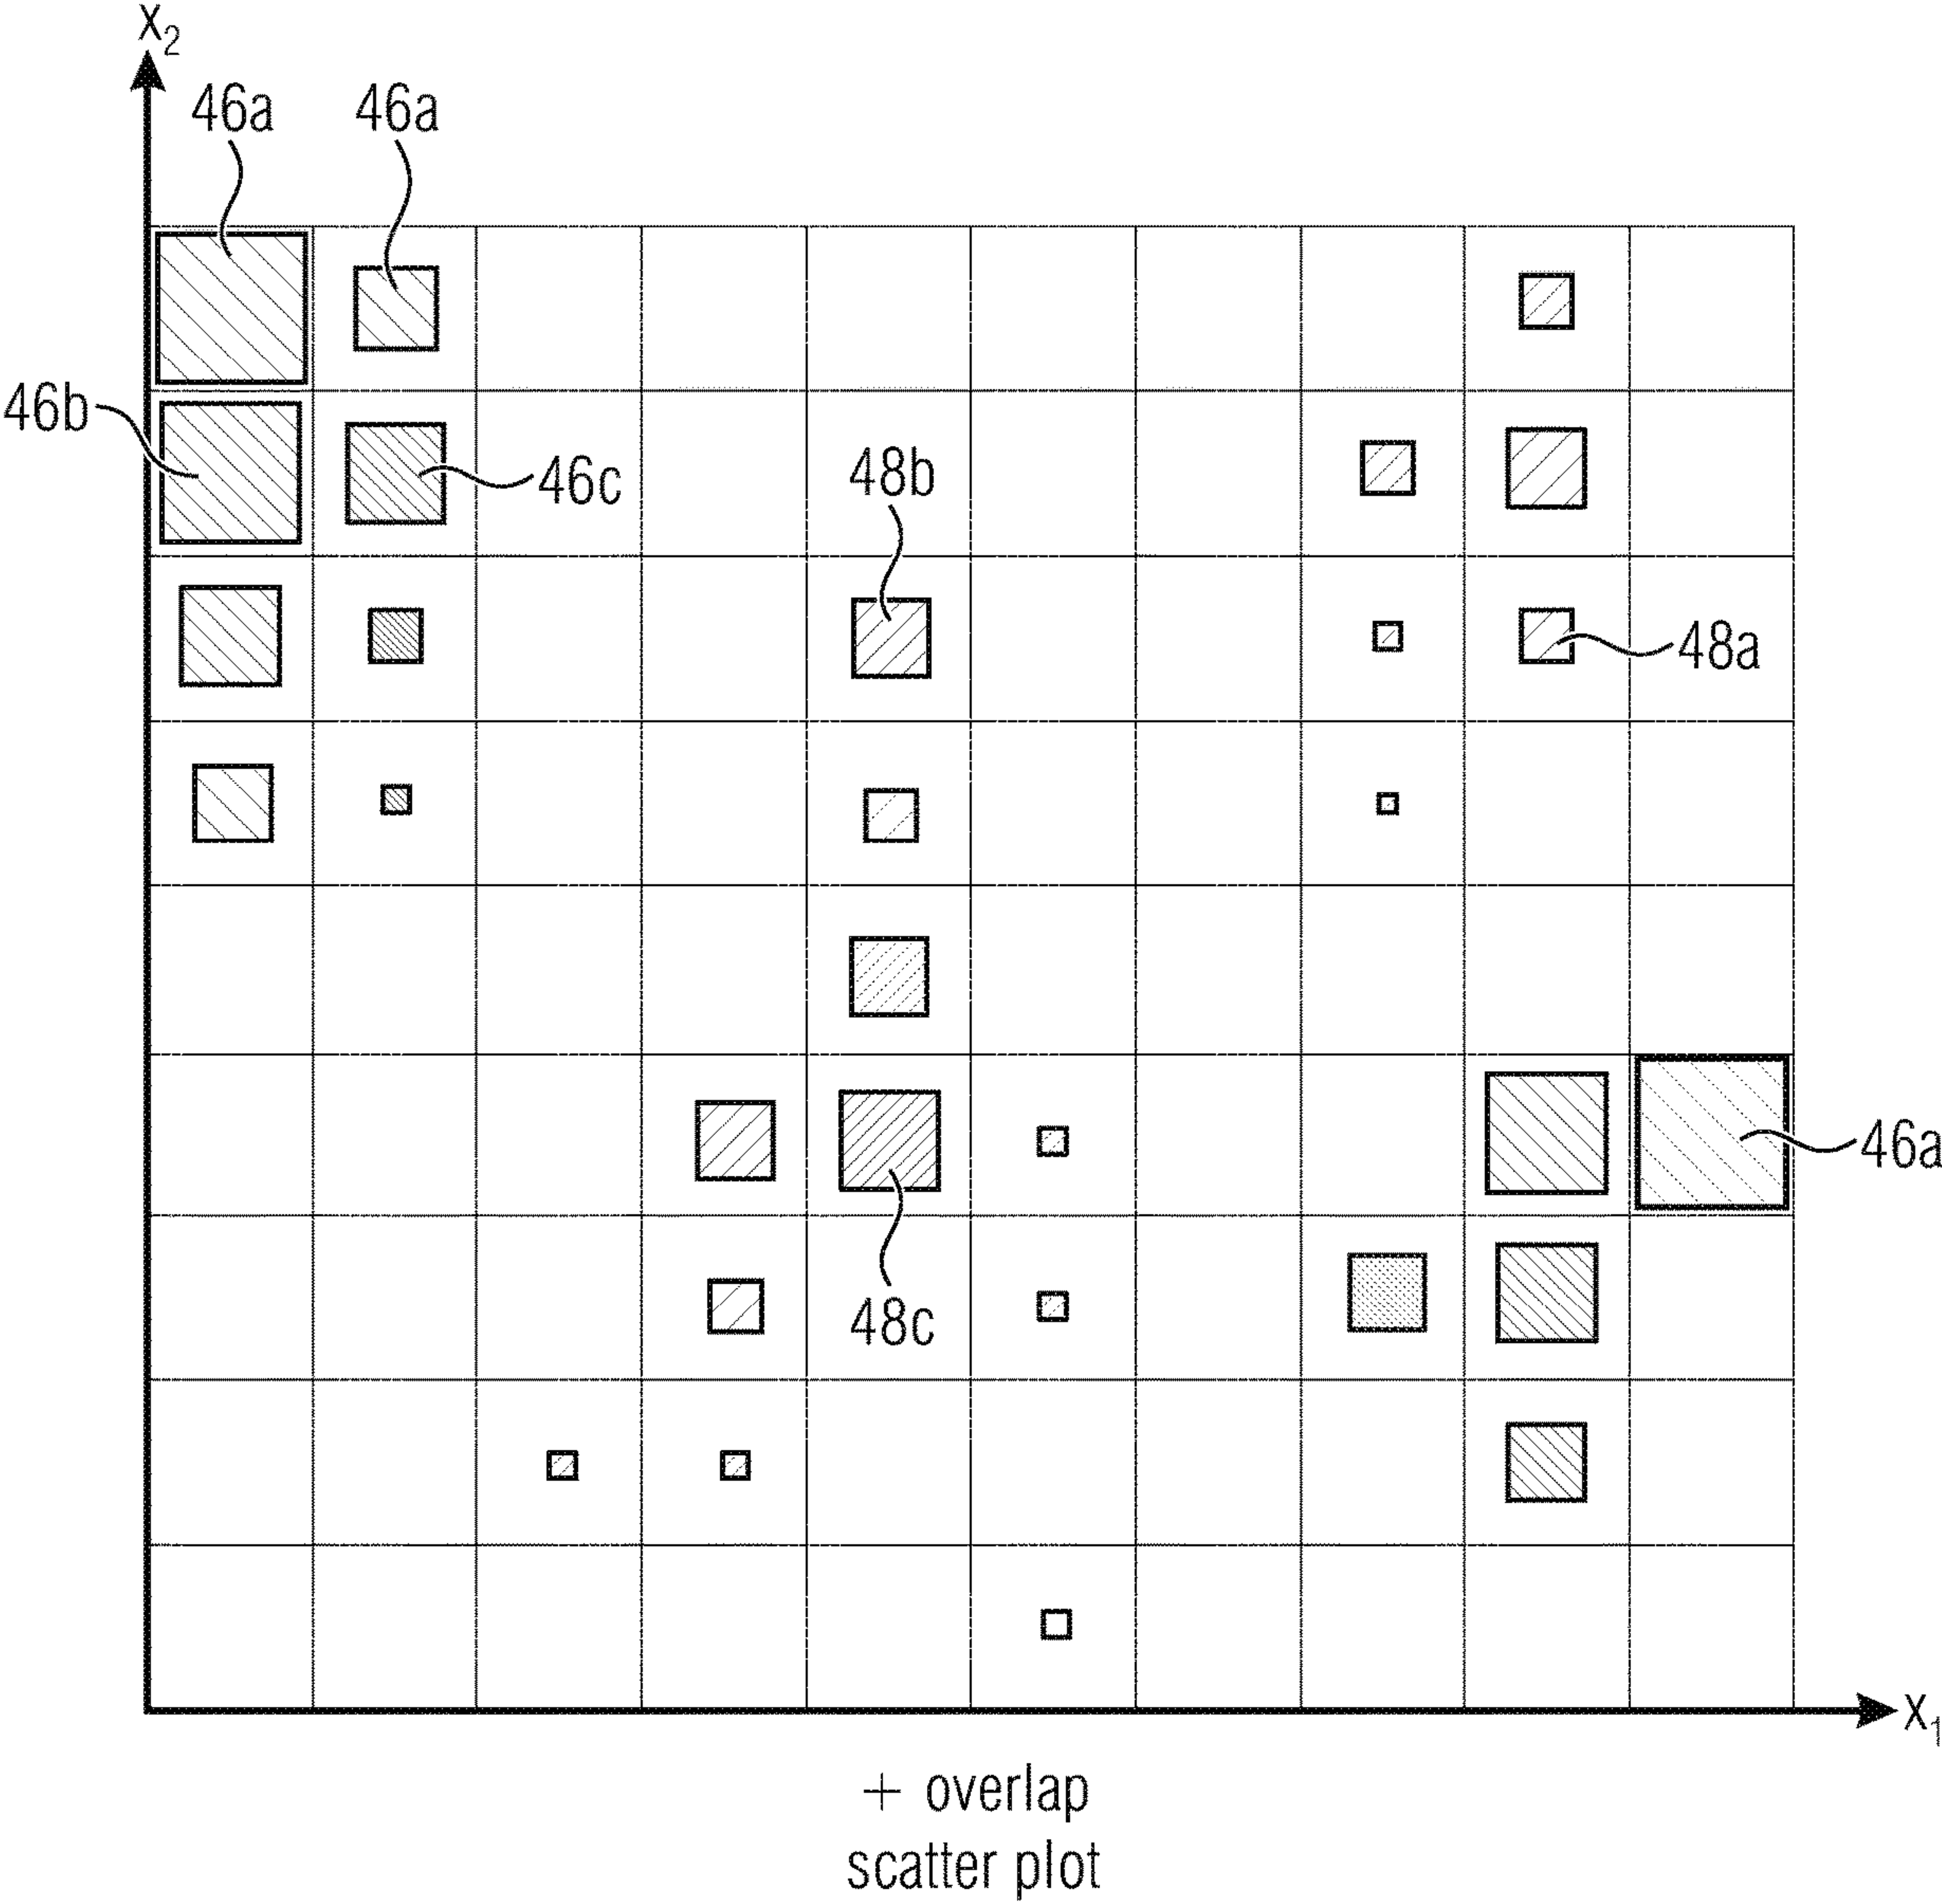 X₂
46a 46a
46b
46c
48b
48a
46a
48c
X₁
+ overlap
scatter plot